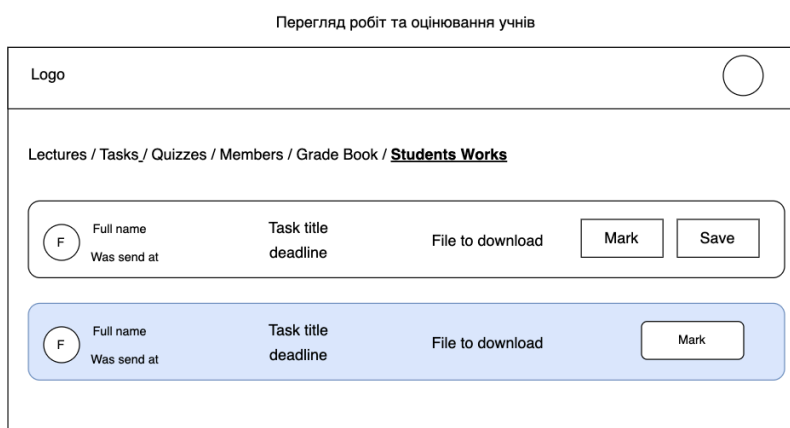 Перегляд робіт та оцінювання учнів
Logo
Lectures / Tasks / Quizzes / Members / Grade Book / Students Works
F
Full name
Was send at
Task title
deadline
File to download
Mark
Save
F
Full name
Was send at
Task title
deadline
File to download
Mark